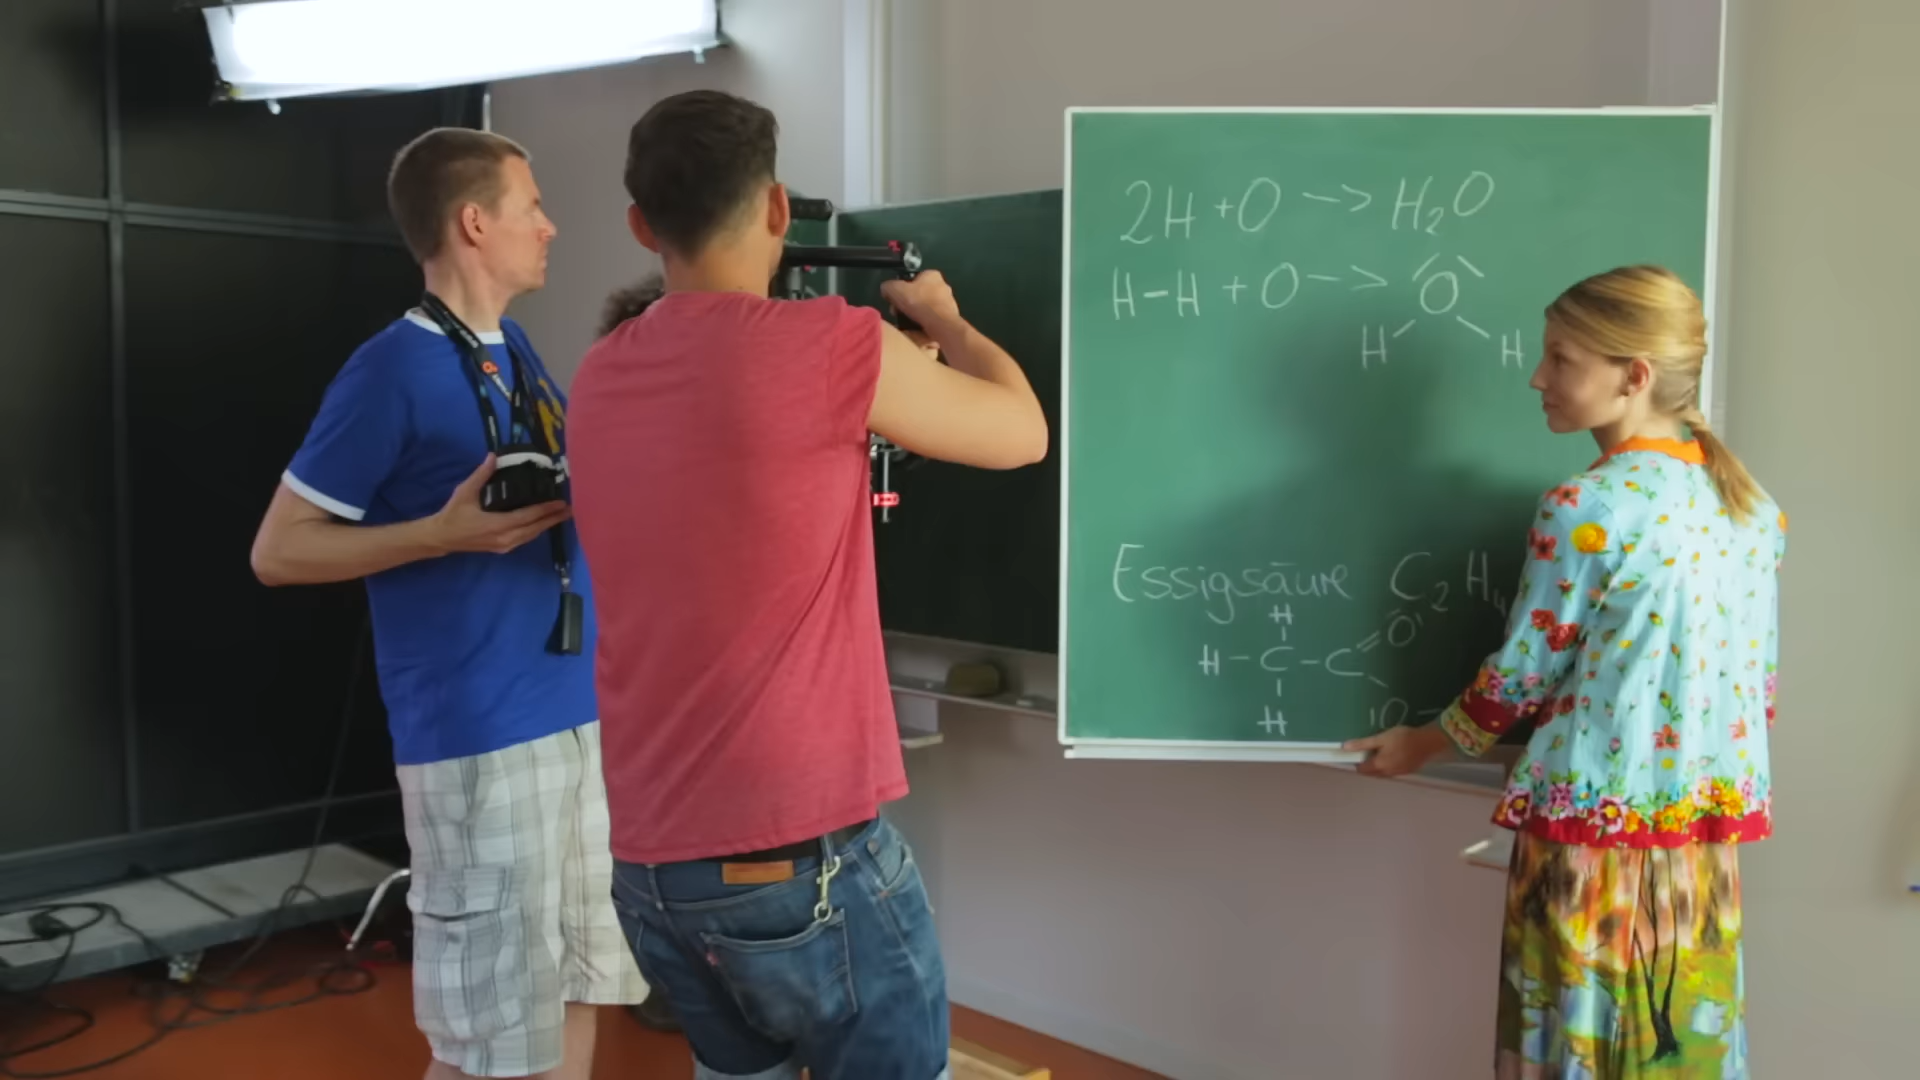 2H + O -> H₂O
H-H + O -> O
H H
Essigsäure C₂ H₄
H
H - C - C = O
O -
H